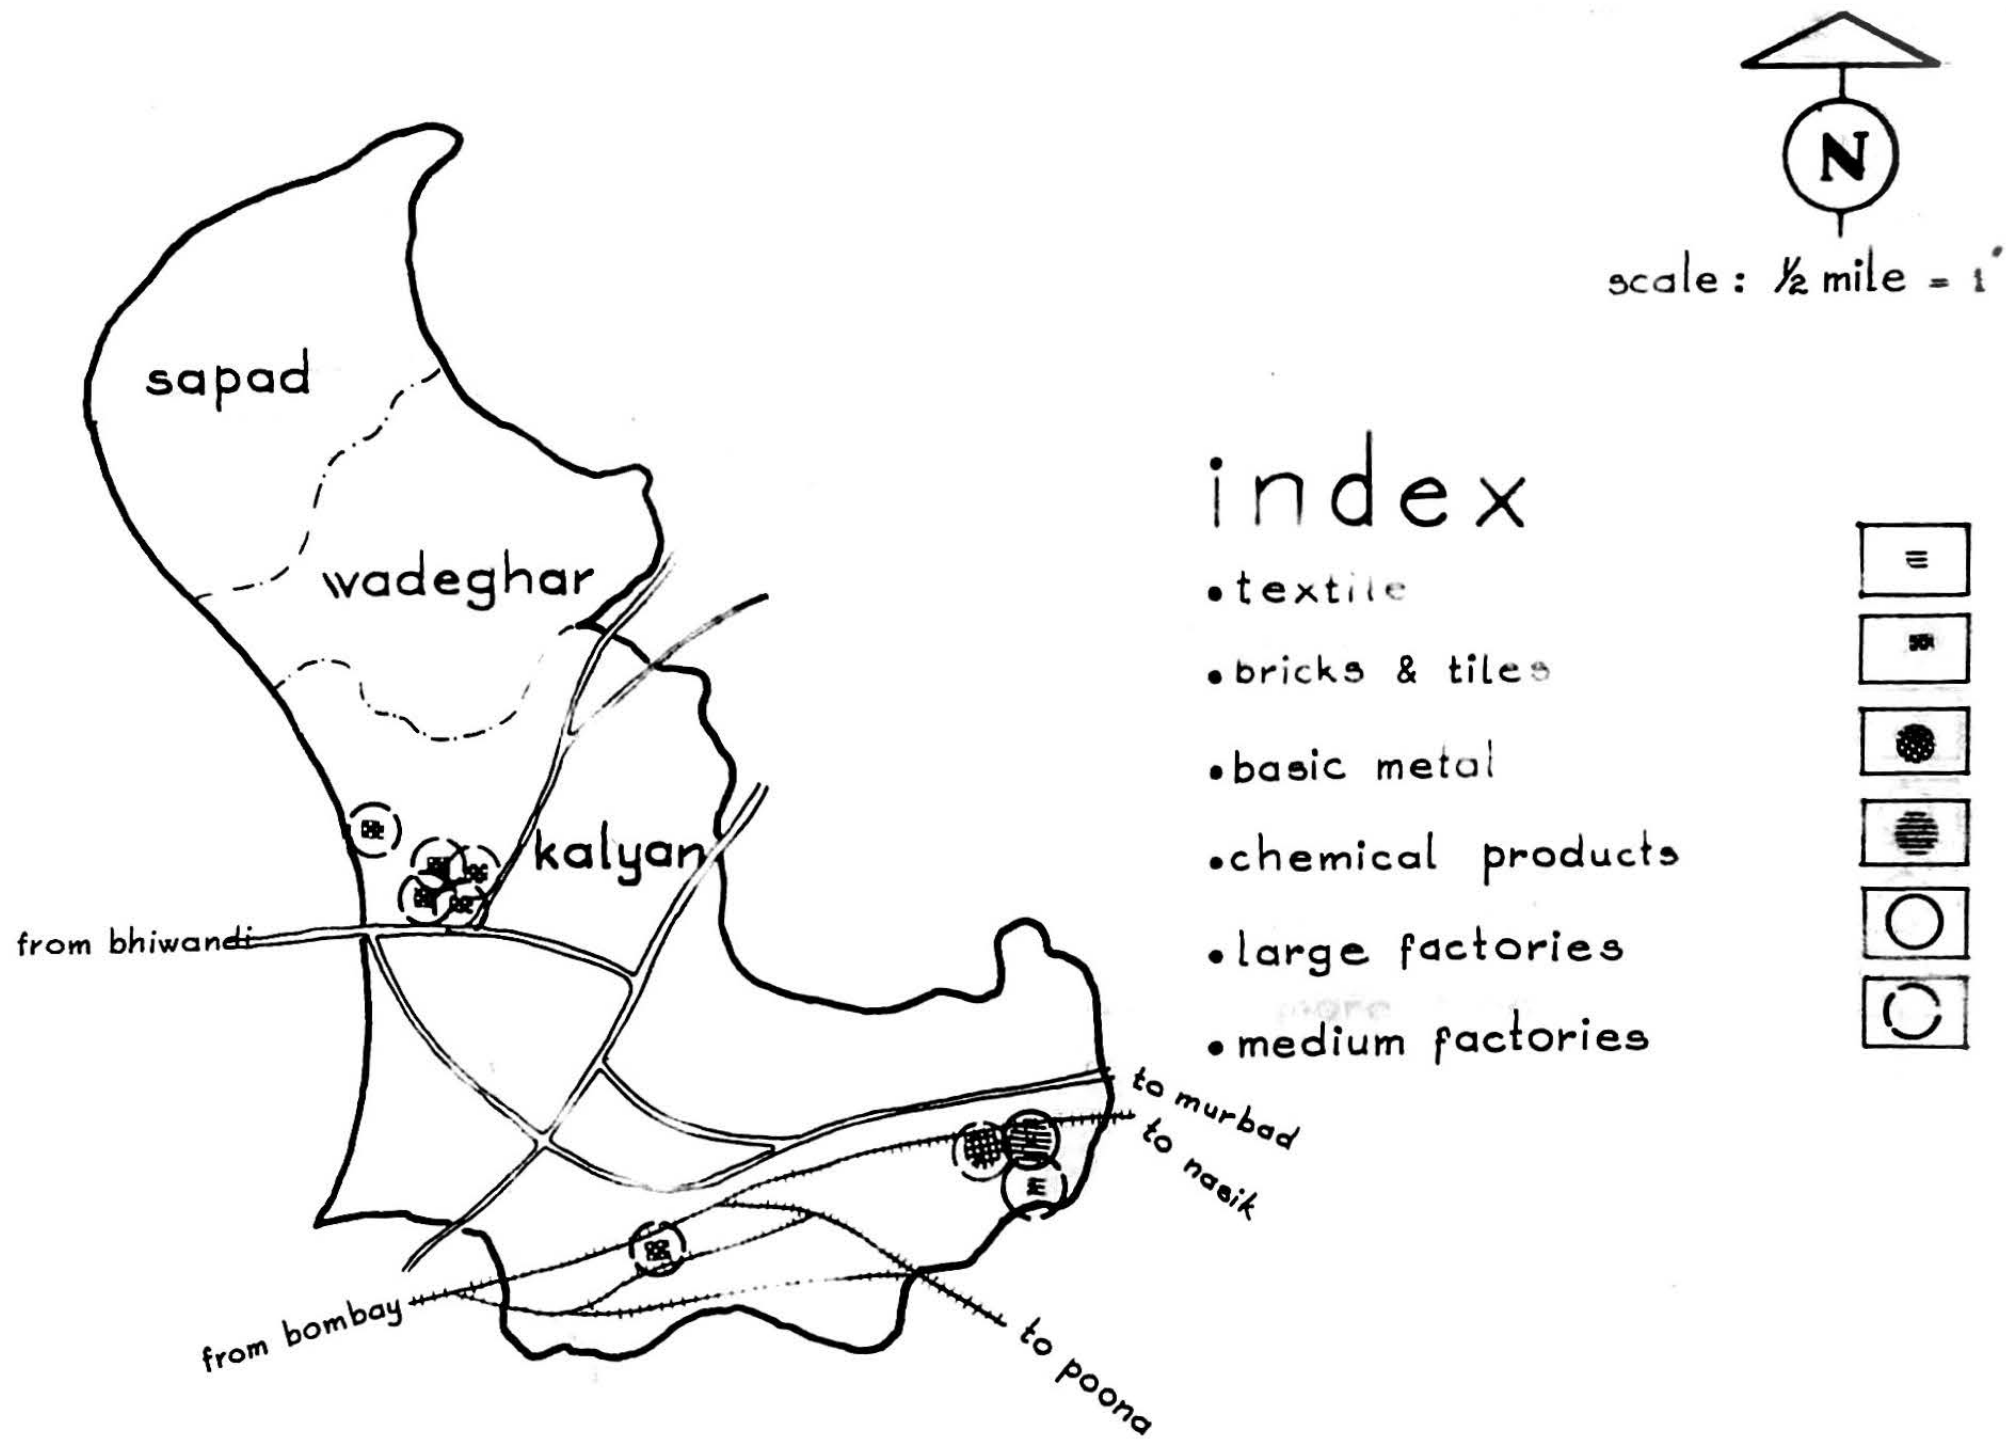 N
scale: ½ mile = 1"
sapad
wadeghar
kalyan
from bhiwandi
from bombay
to murbad
to nasik
to poona
index
• textile
• bricks & tiles
• basic metal
• chemical products
• large factories
more
• medium factories